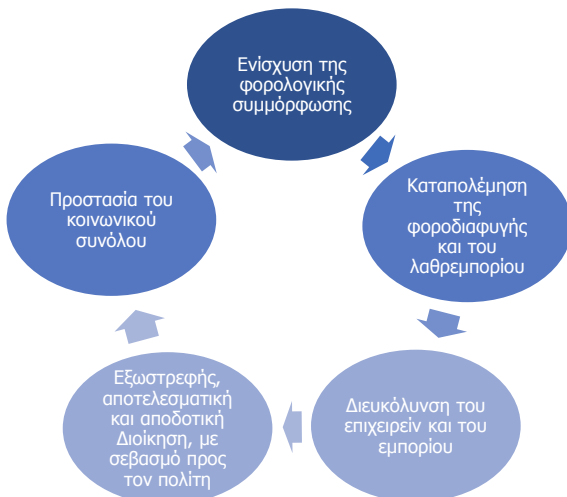 Ενίσχυση της
φορολογικής
συμμόρφωσης
Καταπολέμηση
της
φοροδιαφυγής
και του
λαθρεμπορίου
Διευκόλυνση του
επιχειρείν και του
εμπορίου
Εξωστρεφής,
αποτελεσματική
και αποδοτική
Διοίκηση, με
σεβασμό προς
τον πολίτη
Προστασία του
κοινωνικού
συνόλου